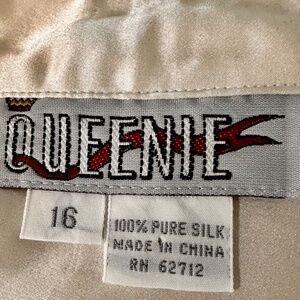 QUEENIE
16
100% PURE SILK
MADE IN CHINA
RN 62712